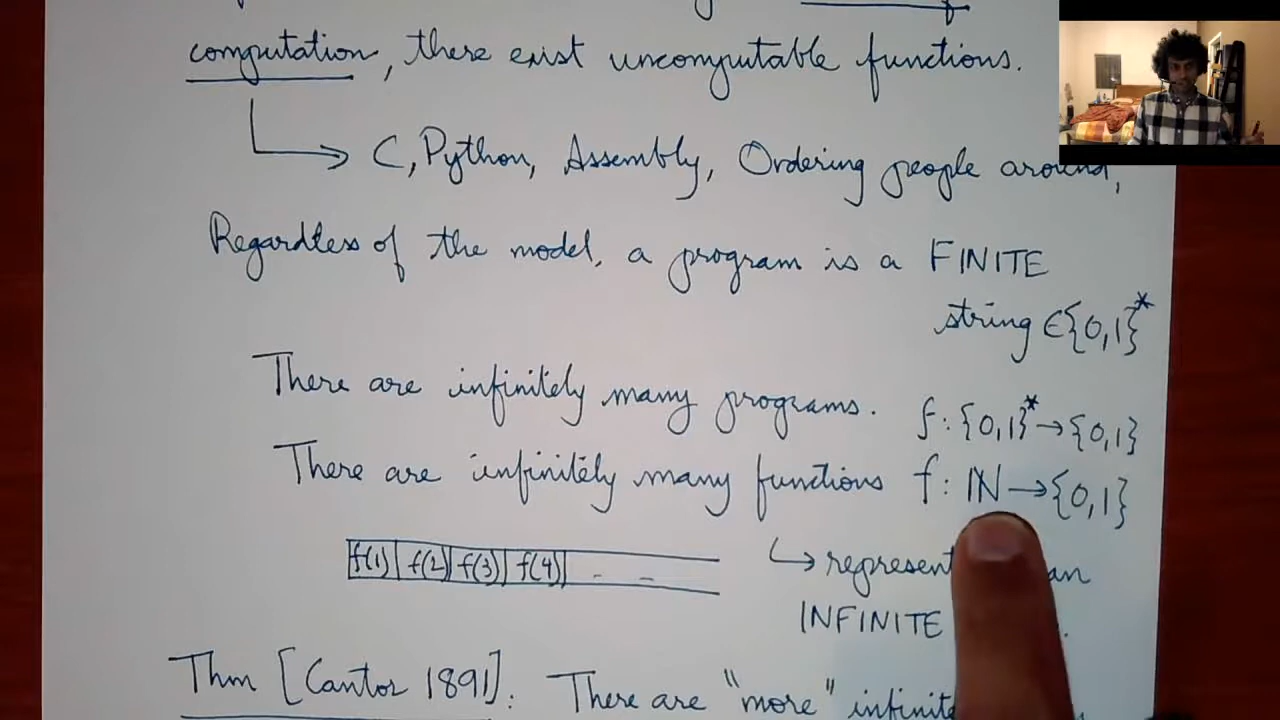 computation, there exist uncomputable functions.
C, Python, Assembly, Ordering people around,
Regardless of the model, a program is a FINITE
string ∈ {0,1}*
There are infinitely many programs. f: {0,1}* → {0,1}
There are infinitely many functions f: ℕ → {0,1}
f(1) f(2) f(3) f(4) - -
↳ represent an
INFINITE
Thm [Cantor 1891]: There are "more"